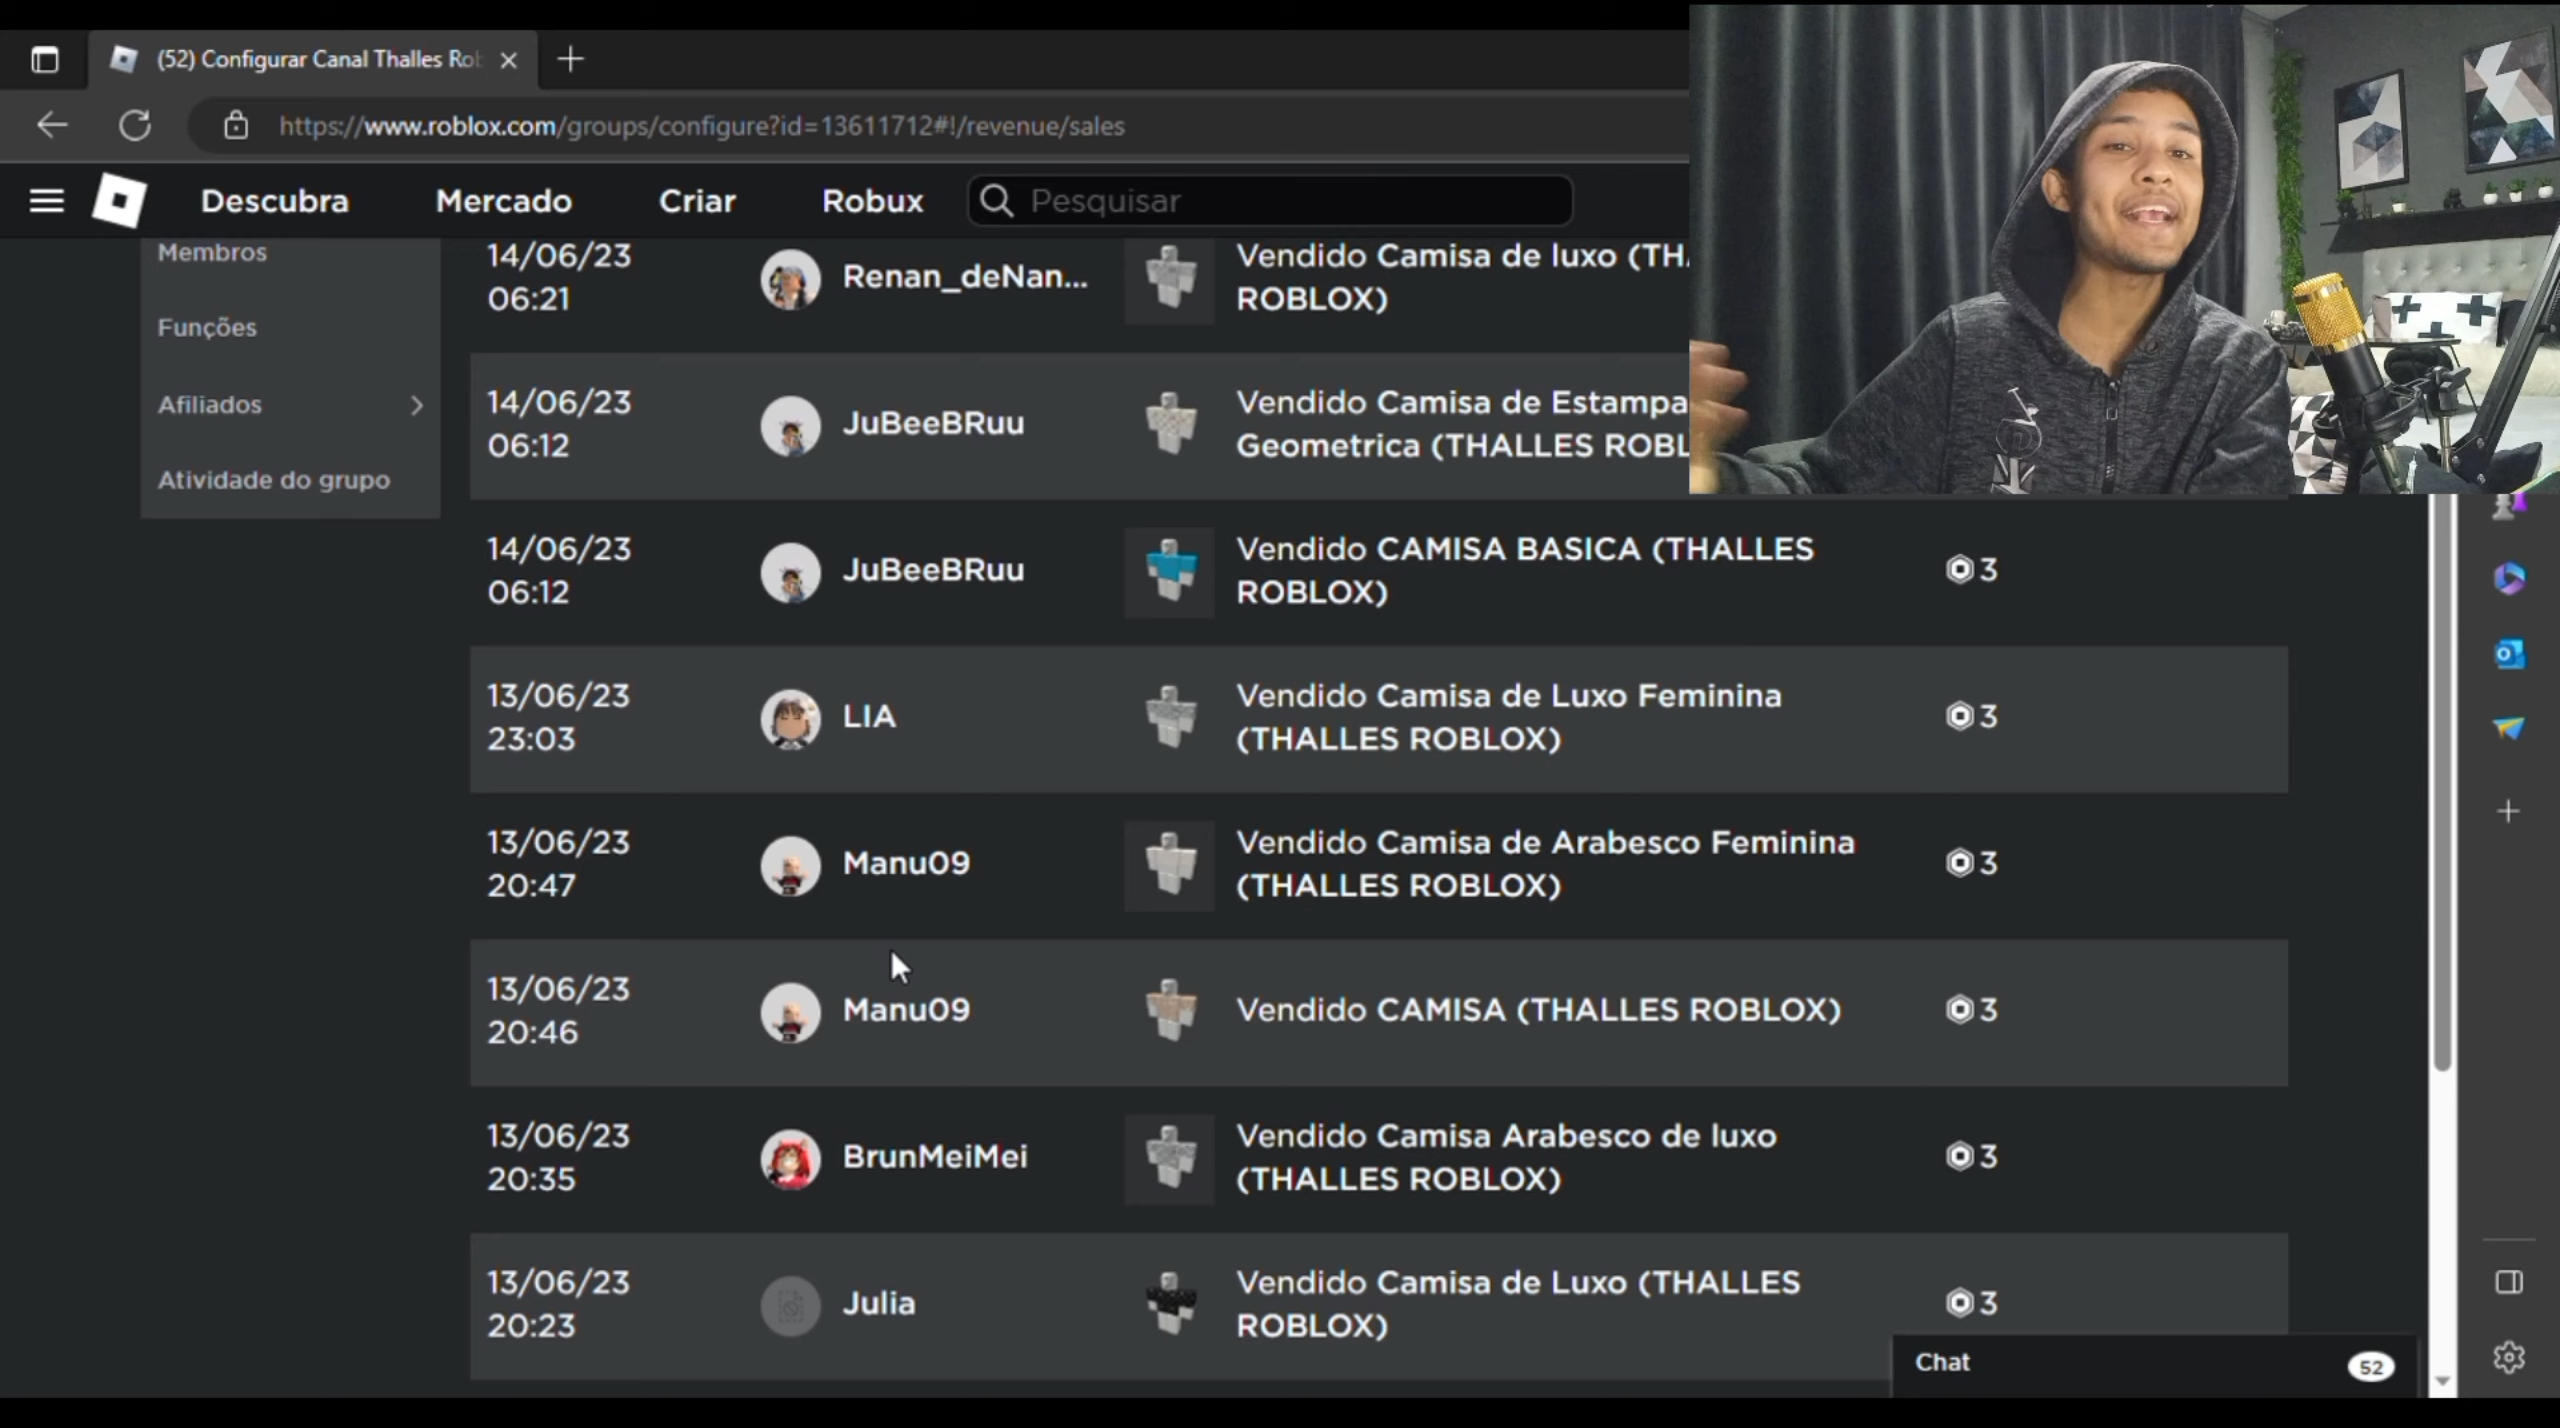 (52) Configurar Canal Thalles Rob
https://www.roblox.com/groups/configure?id=13611712#!/revenue/sales
Descubra Mercado Criar Robux Pesquisar
Membros
Funções
Afiliados
Atividade do grupo
14/06/23
06:21
Renan_deNan...
Vendido Camisa de luxo (TH
ROBLOX)
14/06/23
06:12
JuBeeBRuu
Vendido Camisa de Estampa
Geometrica (THALLES ROBL
14/06/23
06:12
JuBeeBRuu
Vendido CAMISA BASICA (THALLES
ROBLOX)
3
13/06/23
23:03
LIA
Vendido Camisa de Luxo Feminina
(THALLES ROBLOX)
3
13/06/23
20:47
Manu09
Vendido Camisa de Arabesco Feminina
(THALLES ROBLOX)
3
13/06/23
20:46
Manu09
Vendido CAMISA (THALLES ROBLOX)
3
13/06/23
20:35
BrunMeiMei
Vendido Camisa Arabesco de luxo
(THALLES ROBLOX)
3
13/06/23
20:23
Julia
Vendido Camisa de Luxo (THALLES
ROBLOX)
3
Chat 52